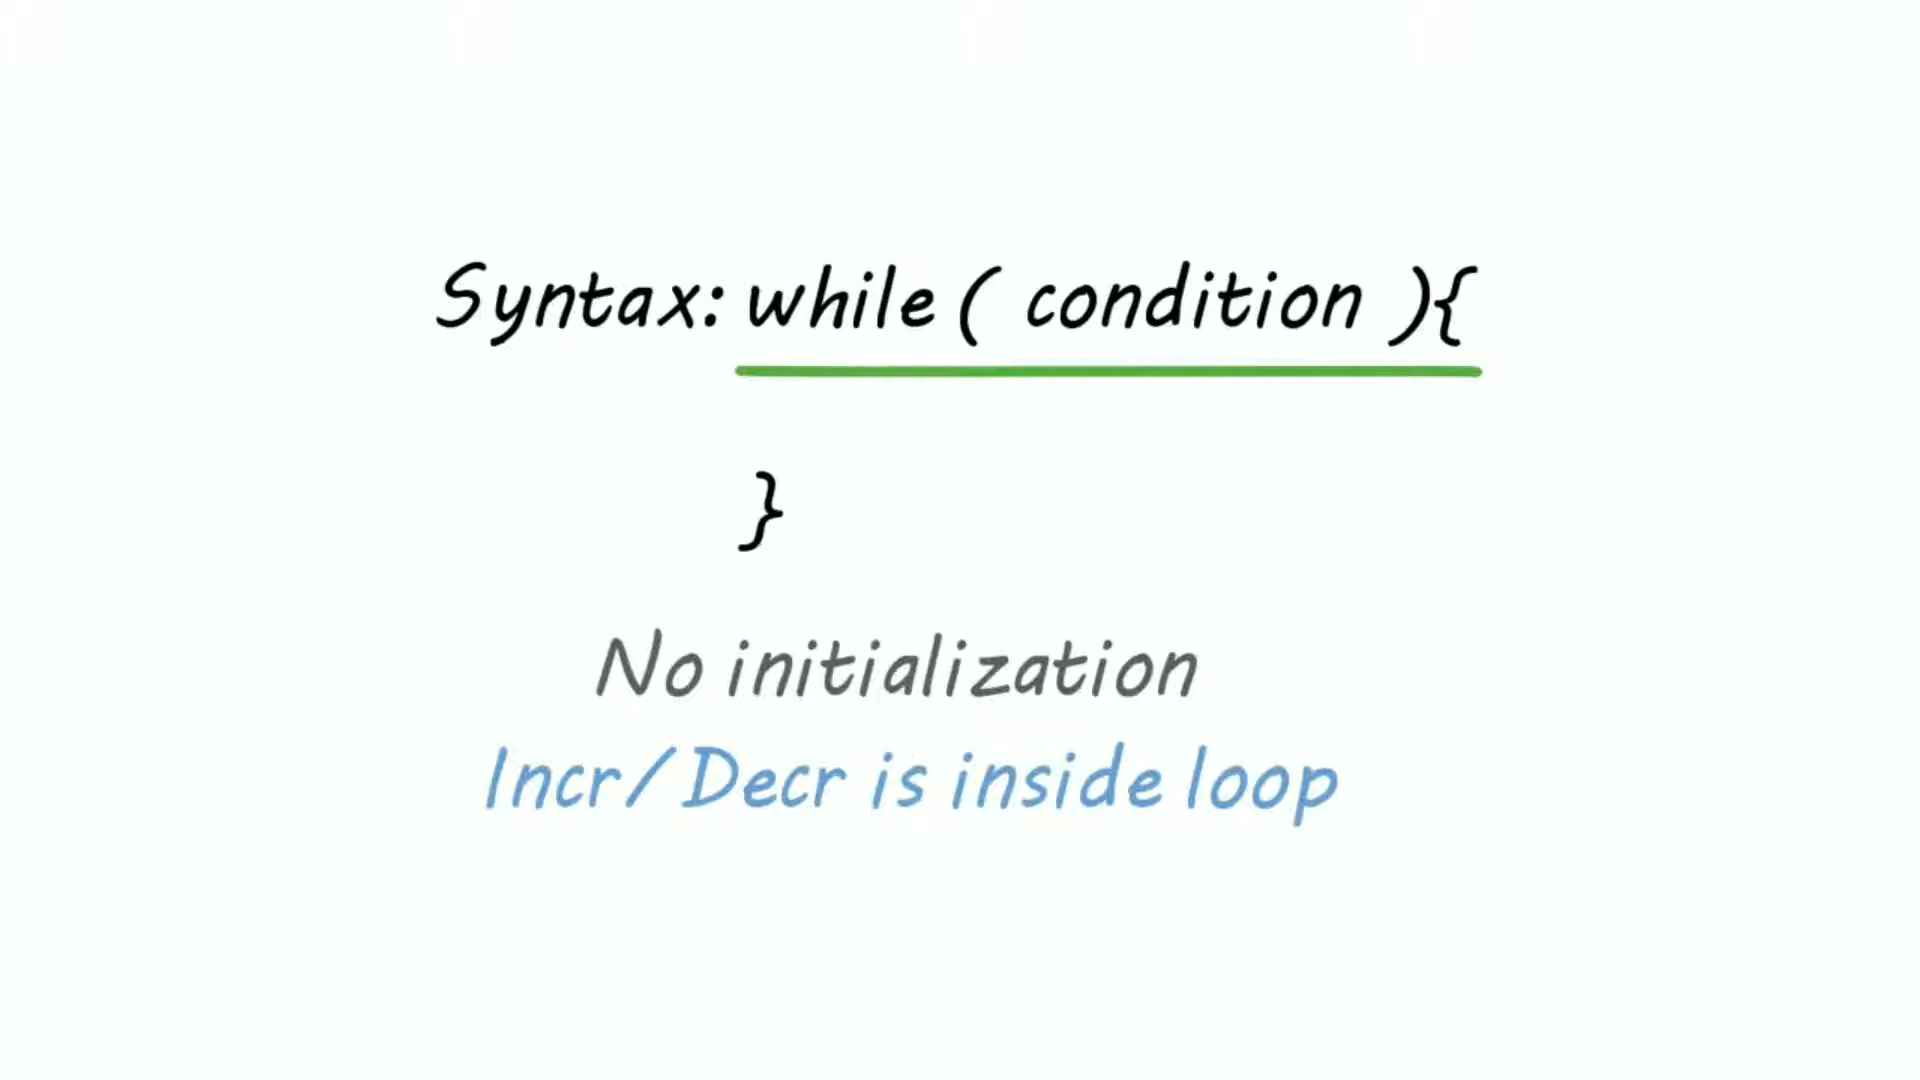 Syntax: while ( condition ){
}
No initialization
Incr/Decr is inside loop